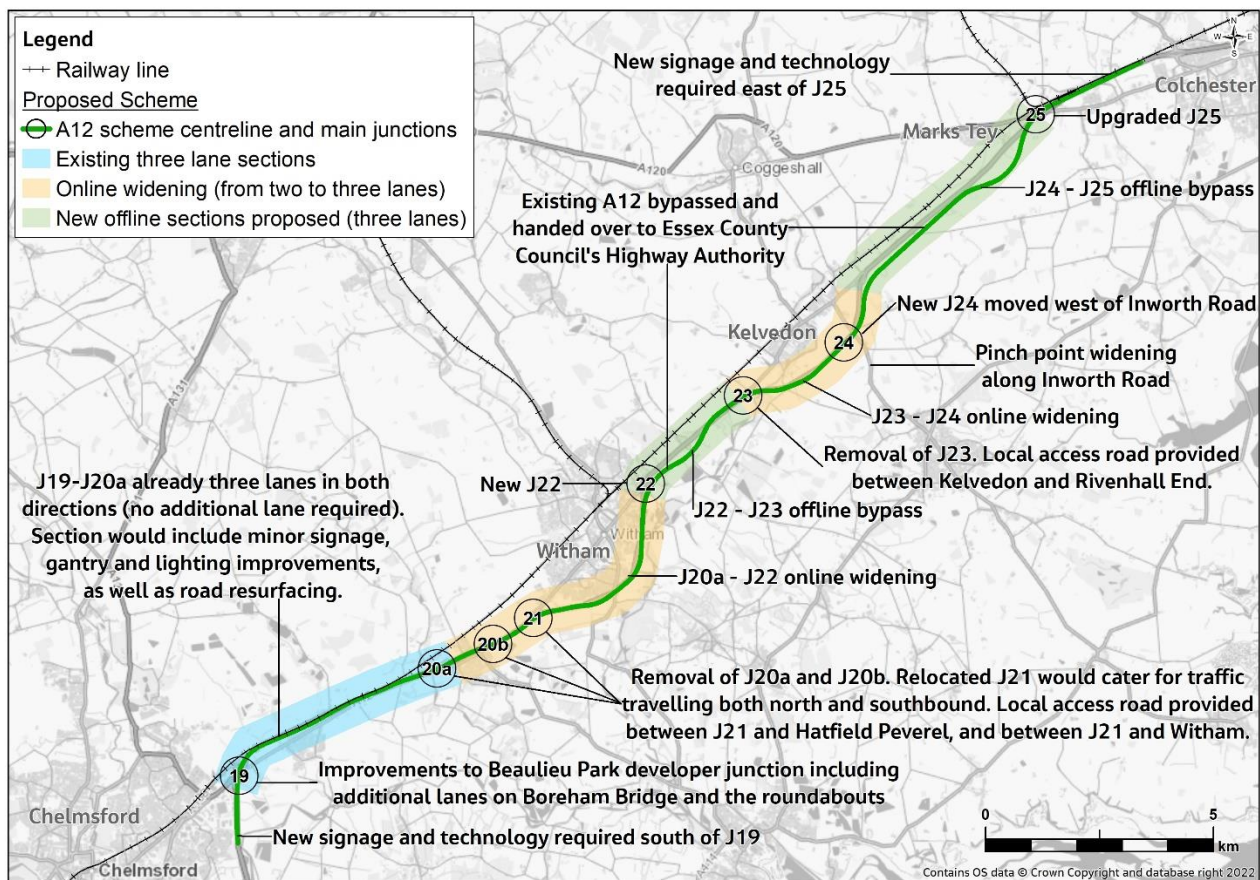 Legend
Railway line
Proposed Scheme
A12 scheme centreline and main junctions
Existing three lane sections
Online widening (from two to three lanes)
New offline sections proposed (three lanes)
N
W E
S
New signage and technology
required east of J25
Colchester
25
Upgraded J25
Marks Tey
A120
A120
Coggeshall
J24 - J25 offline bypass
Existing A12 bypassed and
handed over to Essex County
Council's Highway Authority
New J24 moved west of Inworth Road
Kelvedon
24
Pinch point widening
along Inworth Road
23
J23 - J24 online widening
A131
Removal of J23. Local access road provided
between Kelvedon and Rivenhall End.
New J22
22
J22 - J23 offline bypass
J19-J20a already three lanes in both
directions (no additional lane required).
Section would include minor signage,
gantry and lighting improvements,
as well as road resurfacing.
Witham
Witham
J20a - J22 online widening
21
20b
20a
Removal of J20a and J20b. Relocated J21 would cater for traffic
travelling both north and southbound. Local access road provided
between J21 and Hatfield Peverel, and between J21 and Witham.
19
Improvements to Beaulieu Park developer junction including
additional lanes on Boreham Bridge and the roundabouts
Chelmsford
New signage and technology required south of J19
Chelmsford
0 5
km
A414
Contains OS data © Crown Copyright and database right 2022